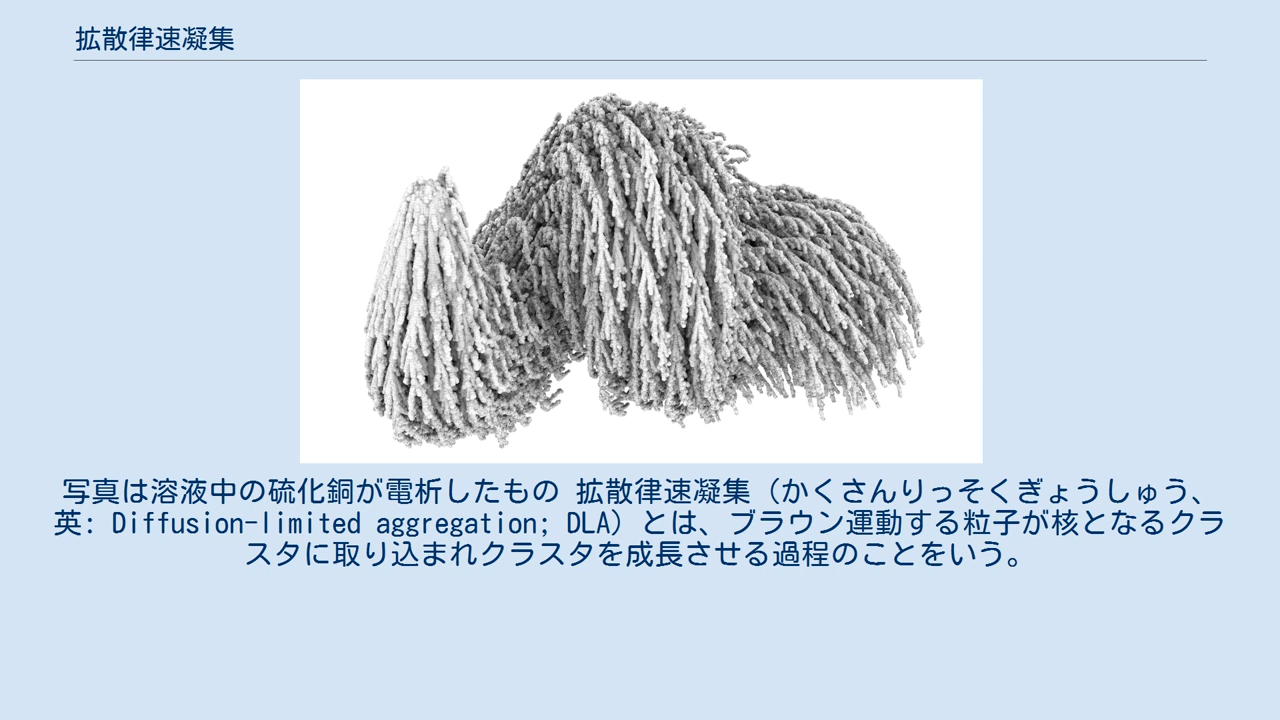 拡散律速凝集
写真は溶液中の硫化銅が電析したもの 拡散律速凝集（かくさんりっそくぎょうしゅう、
英: Diffusion-limited aggregation; DLA）とは、ブラウン運動する粒子が核となるクラ
スタに取り込まれクラスタを成長させる過程のことをいう。